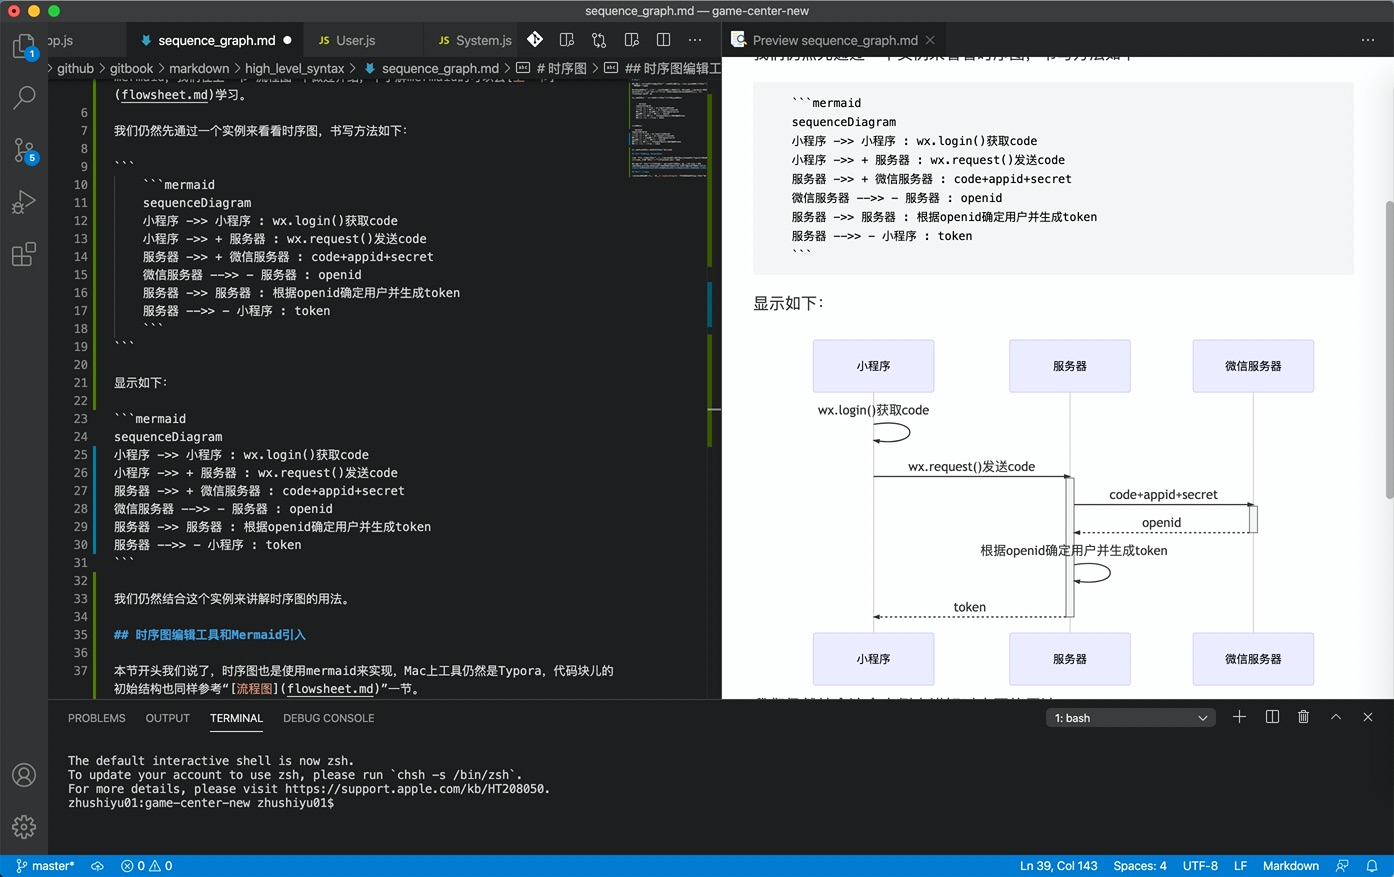 sequence_graph.md — game-center-new
pp.js
sequence_graph.md
JS User.js
JS System.js
Preview sequence_graph.md
github > gitbook > markdown > high_level_syntax > sequence_graph.md > # 时序图 > ## 时序图编辑工
(flowsheet.md)学习。
6
7 我们仍然先通过一个实例来看看时序图，书写方法如下：
8
9 ```
10 ```mermaid
11 sequenceDiagram
12 小程序 ->> 小程序 : wx.login()获取code
13 小程序 ->> + 服务器 : wx.request()发送code
14 服务器 ->> + 微信服务器 : code+appid+secret
15 微信服务器 -->> - 服务器 : openid
16 服务器 ->> 服务器 : 根据openid确定用户并生成token
17 服务器 -->> - 小程序 : token
18 ```
19 ```
20
21 显示如下：
22
23 ```mermaid
24 sequenceDiagram
25 小程序 ->> 小程序 : wx.login()获取code
26 小程序 ->> + 服务器 : wx.request()发送code
27 服务器 ->> + 微信服务器 : code+appid+secret
28 微信服务器 -->> - 服务器 : openid
29 服务器 ->> 服务器 : 根据openid确定用户并生成token
30 服务器 -->> - 小程序 : token
31 ```
32
33 我们仍然结合这个实例来讲解时序图的用法。
34
35 ## 时序图编辑工具和Mermaid引入
36
37 本节开头我们说了，时序图也是使用mermaid来实现，Mac上工具仍然是Typora，代码块儿的
初始结构也同样参考“[流程图](flowsheet.md)”一节。
```mermaid
sequenceDiagram
小程序 ->> 小程序 : wx.login()获取code
小程序 ->> + 服务器 : wx.request()发送code
服务器 ->> + 微信服务器 : code+appid+secret
微信服务器 -->> - 服务器 : openid
服务器 ->> 服务器 : 根据openid确定用户并生成token
服务器 -->> - 小程序 : token
```
显示如下：
小程序
服务器
微信服务器
wx.login()获取code
wx.request()发送code
code+appid+secret
openid
根据openid确定用户并生成token
token
小程序
服务器
微信服务器
PROBLEMS
OUTPUT
TERMINAL
DEBUG CONSOLE
1: bash
The default interactive shell is now zsh.
To update your account to use zsh, please run `chsh -s /bin/zsh`.
For more details, please visit https://support.apple.com/kb/HT208050.
zhushiyu01:game-center-new zhushiyu01$
1
5
master*
0
0
Ln 39, Col 143
Spaces: 4
UTF-8
LF
Markdown